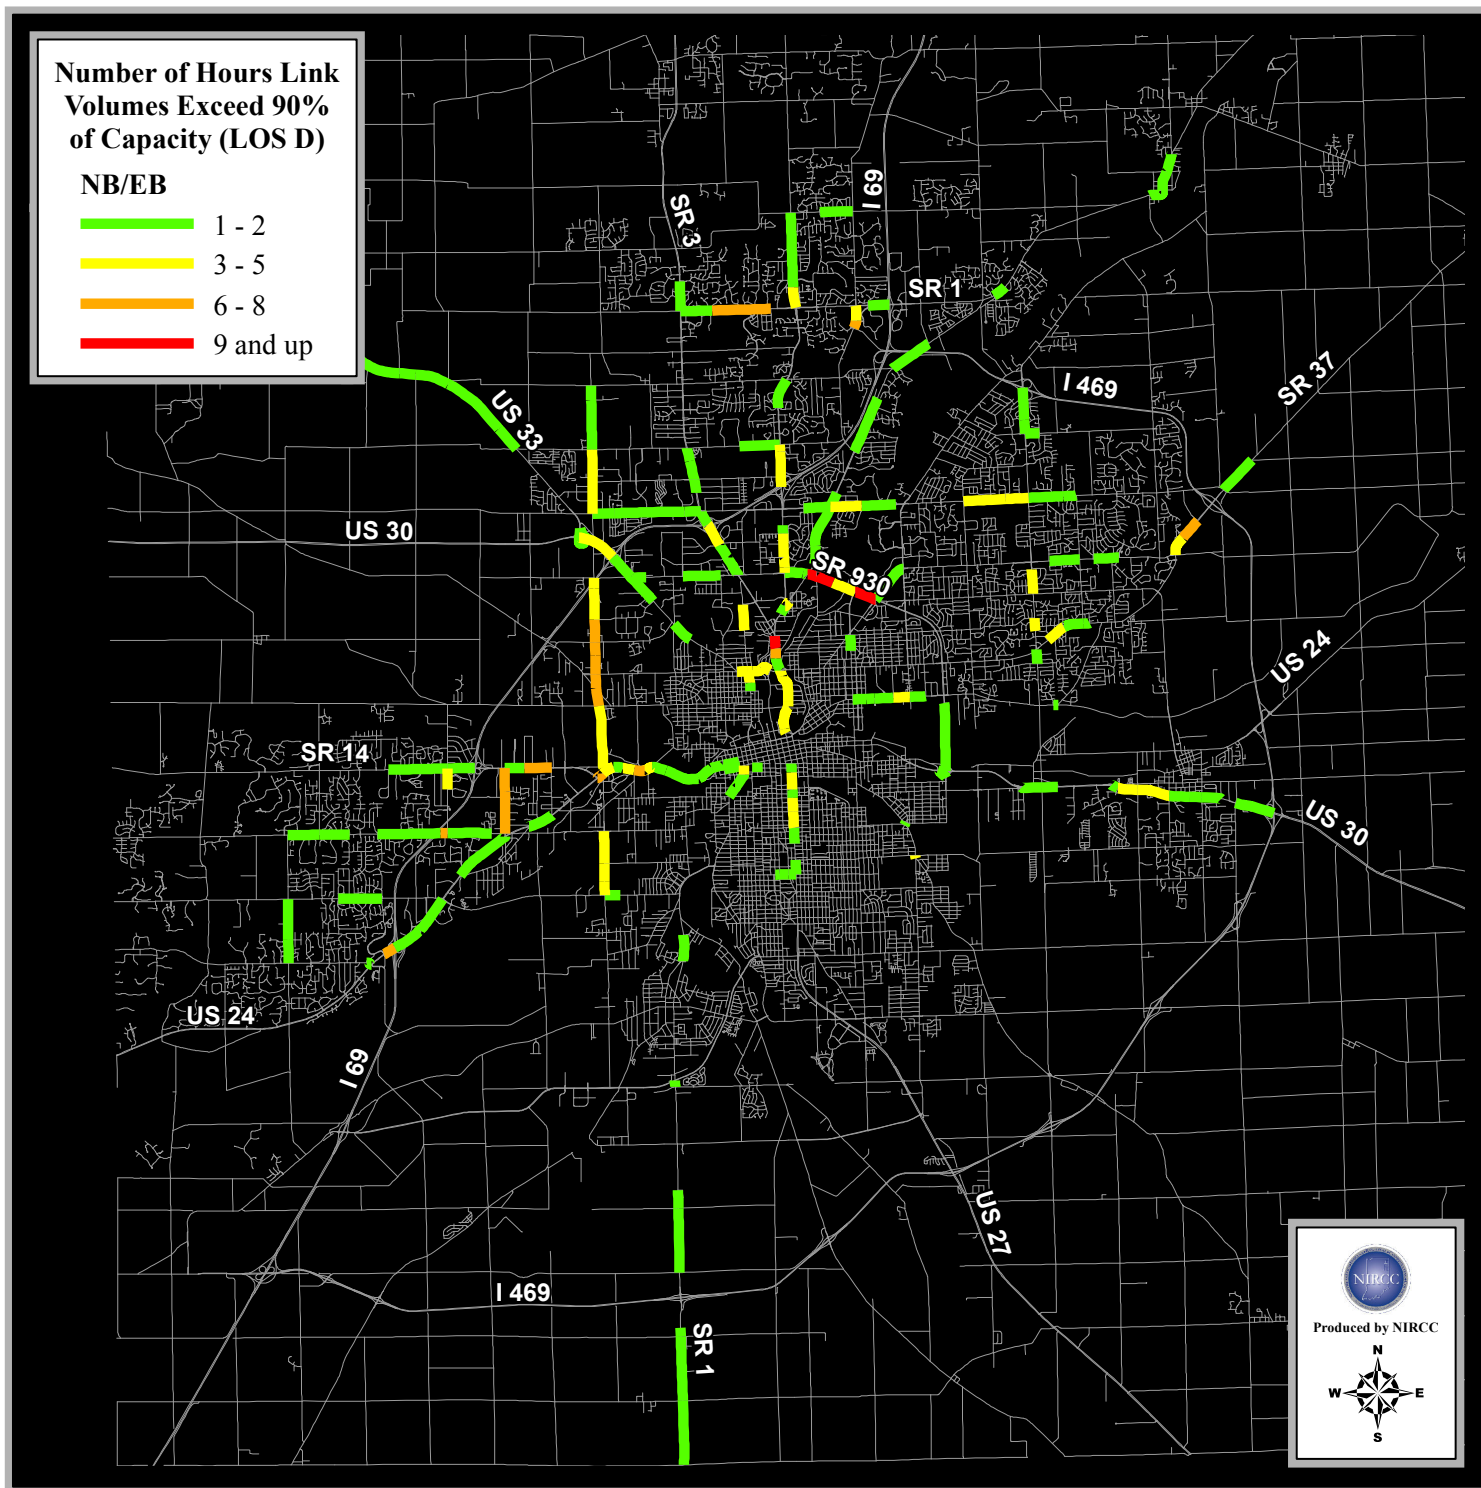 Number of Hours Link
Volumes Exceed 90%
of Capacity (LOS D)
NB/EB
1 - 2
3 - 5
6 - 8
9 and up
SR 3
I 69
SR 1
I 469
SR 37
US 33
US 30
SR 930
US 24
SR 14
US 30
US 24
I 69
US 27
I 469
SR 1
NIRCC
Produced by NIRCC
N
W E
S